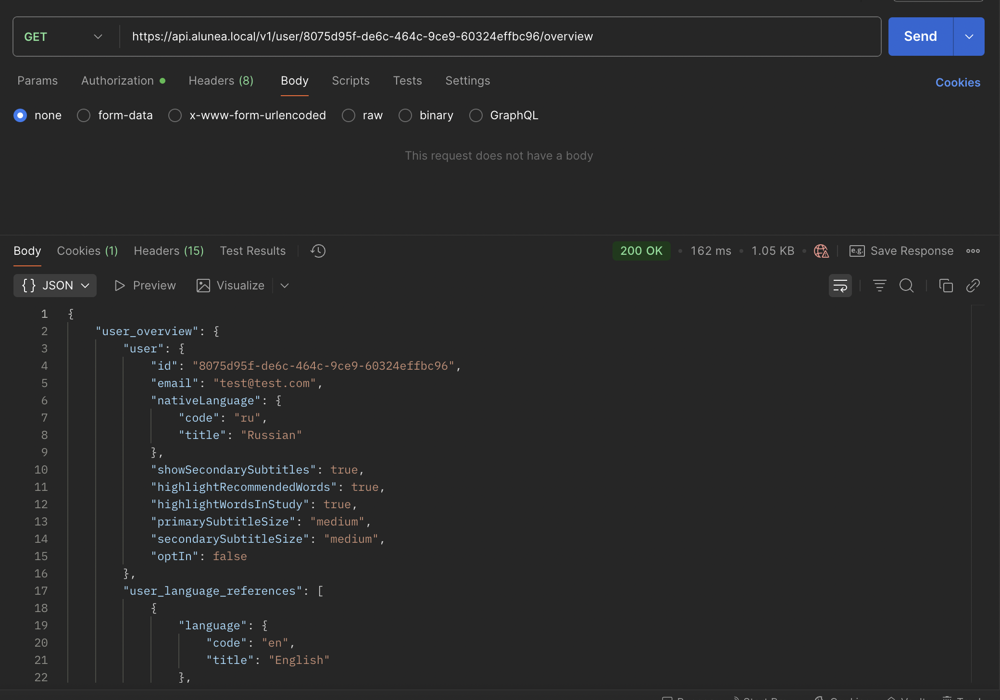 GET https://api.alunea.local/v1/user/8075d95f-de6c-464c-9ce9-60324effbc96/overview Send
Params Authorization Headers (8) Body Scripts Tests Settings Cookies
none form-data x-www-form-urlencoded raw binary GraphQL
This request does not have a body
Body Cookies (1) Headers (15) Test Results 200 OK • 162 ms • 1.05 KB • e.g. Save Response
{} JSON Preview Visualize
1 {
2 "user_overview": {
3 "user": {
4 "id": "8075d95f-de6c-464c-9ce9-60324effbc96",
5 "email": "test@test.com",
6 "nativeLanguage": {
7 "code": "ru",
8 "title": "Russian"
9 },
10 "showSecondarySubtitles": true,
11 "highlightRecommendedWords": true,
12 "highlightWordsInStudy": true,
13 "primarySubtitleSize": "medium",
14 "secondarySubtitleSize": "medium",
15 "optIn": false
16 },
17 "user_language_references": [
18 {
19 "language": {
20 "code": "en",
21 "title": "English"
22 },